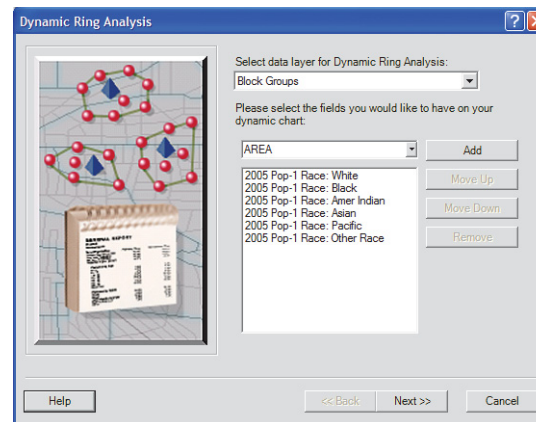 Dynamic Ring Analysis
Select data layer for Dynamic Ring Analysis:
Block Groups
Please select the fields you would like to have on your
dynamic chart:
AREA
Add
2005 Pop-1 Race: White
2005 Pop-1 Race: Black
2005 Pop-1 Race: Amer Indian
2005 Pop-1 Race: Asian
2005 Pop-1 Race: Pacific
2005 Pop-1 Race: Other Race
Move Up
Move Down
Remove
Help
<< Back
Next >>
Cancel